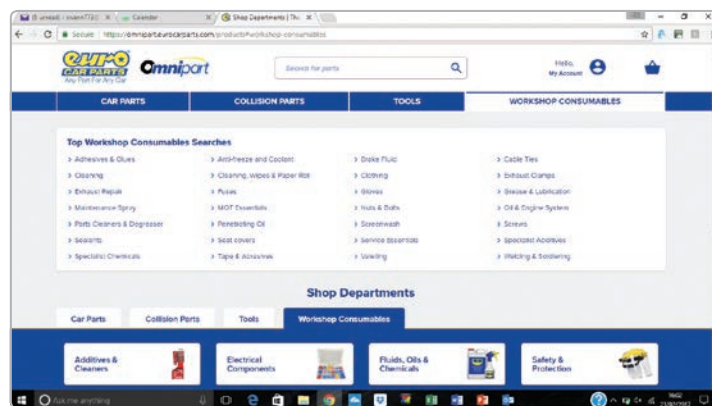 Calendar
Shop Departments
Secure
https://omnipart.eurocarparts.com/products#workshop-consumables
euro
CAR PARTS
Any Part For Any Car
Omnipart
Search for parts
Hello,
My Account
CAR PARTS
COLLISION PARTS
TOOLS
WORKSHOP CONSUMABLES
Top Workshop Consumables Searches
> Adhesives & Glues
> Anti-freeze and Coolant
> Brake Fluid
> Cable Ties
> Cleaning
> Cleaning, Wipes & Paper Roll
> Clothing
> Exhaust Clamps
> Exhaust Repair
> Fuses
> Gloves
> Grease & Lubrication
> Maintenance Spray
> MOT Essentials
> Nuts & Bolts
> Oil & Engine System
> Parts Cleaners & Degreaser
> Penetrating Oil
> Screenwash
> Screws
> Sealants
> Seat covers
> Service Essentials
> Specialist Additives
> Specialist Chemicals
> Tape & Abrasives
> Valeting
> Welding & Soldering
Shop Departments
Car Parts
Collision Parts
Tools
Workshop Consumables
Additives &
Cleaners
Electrical
Components
Fluids, Oils &
Chemicals
Safety &
Protection
Ask me anything